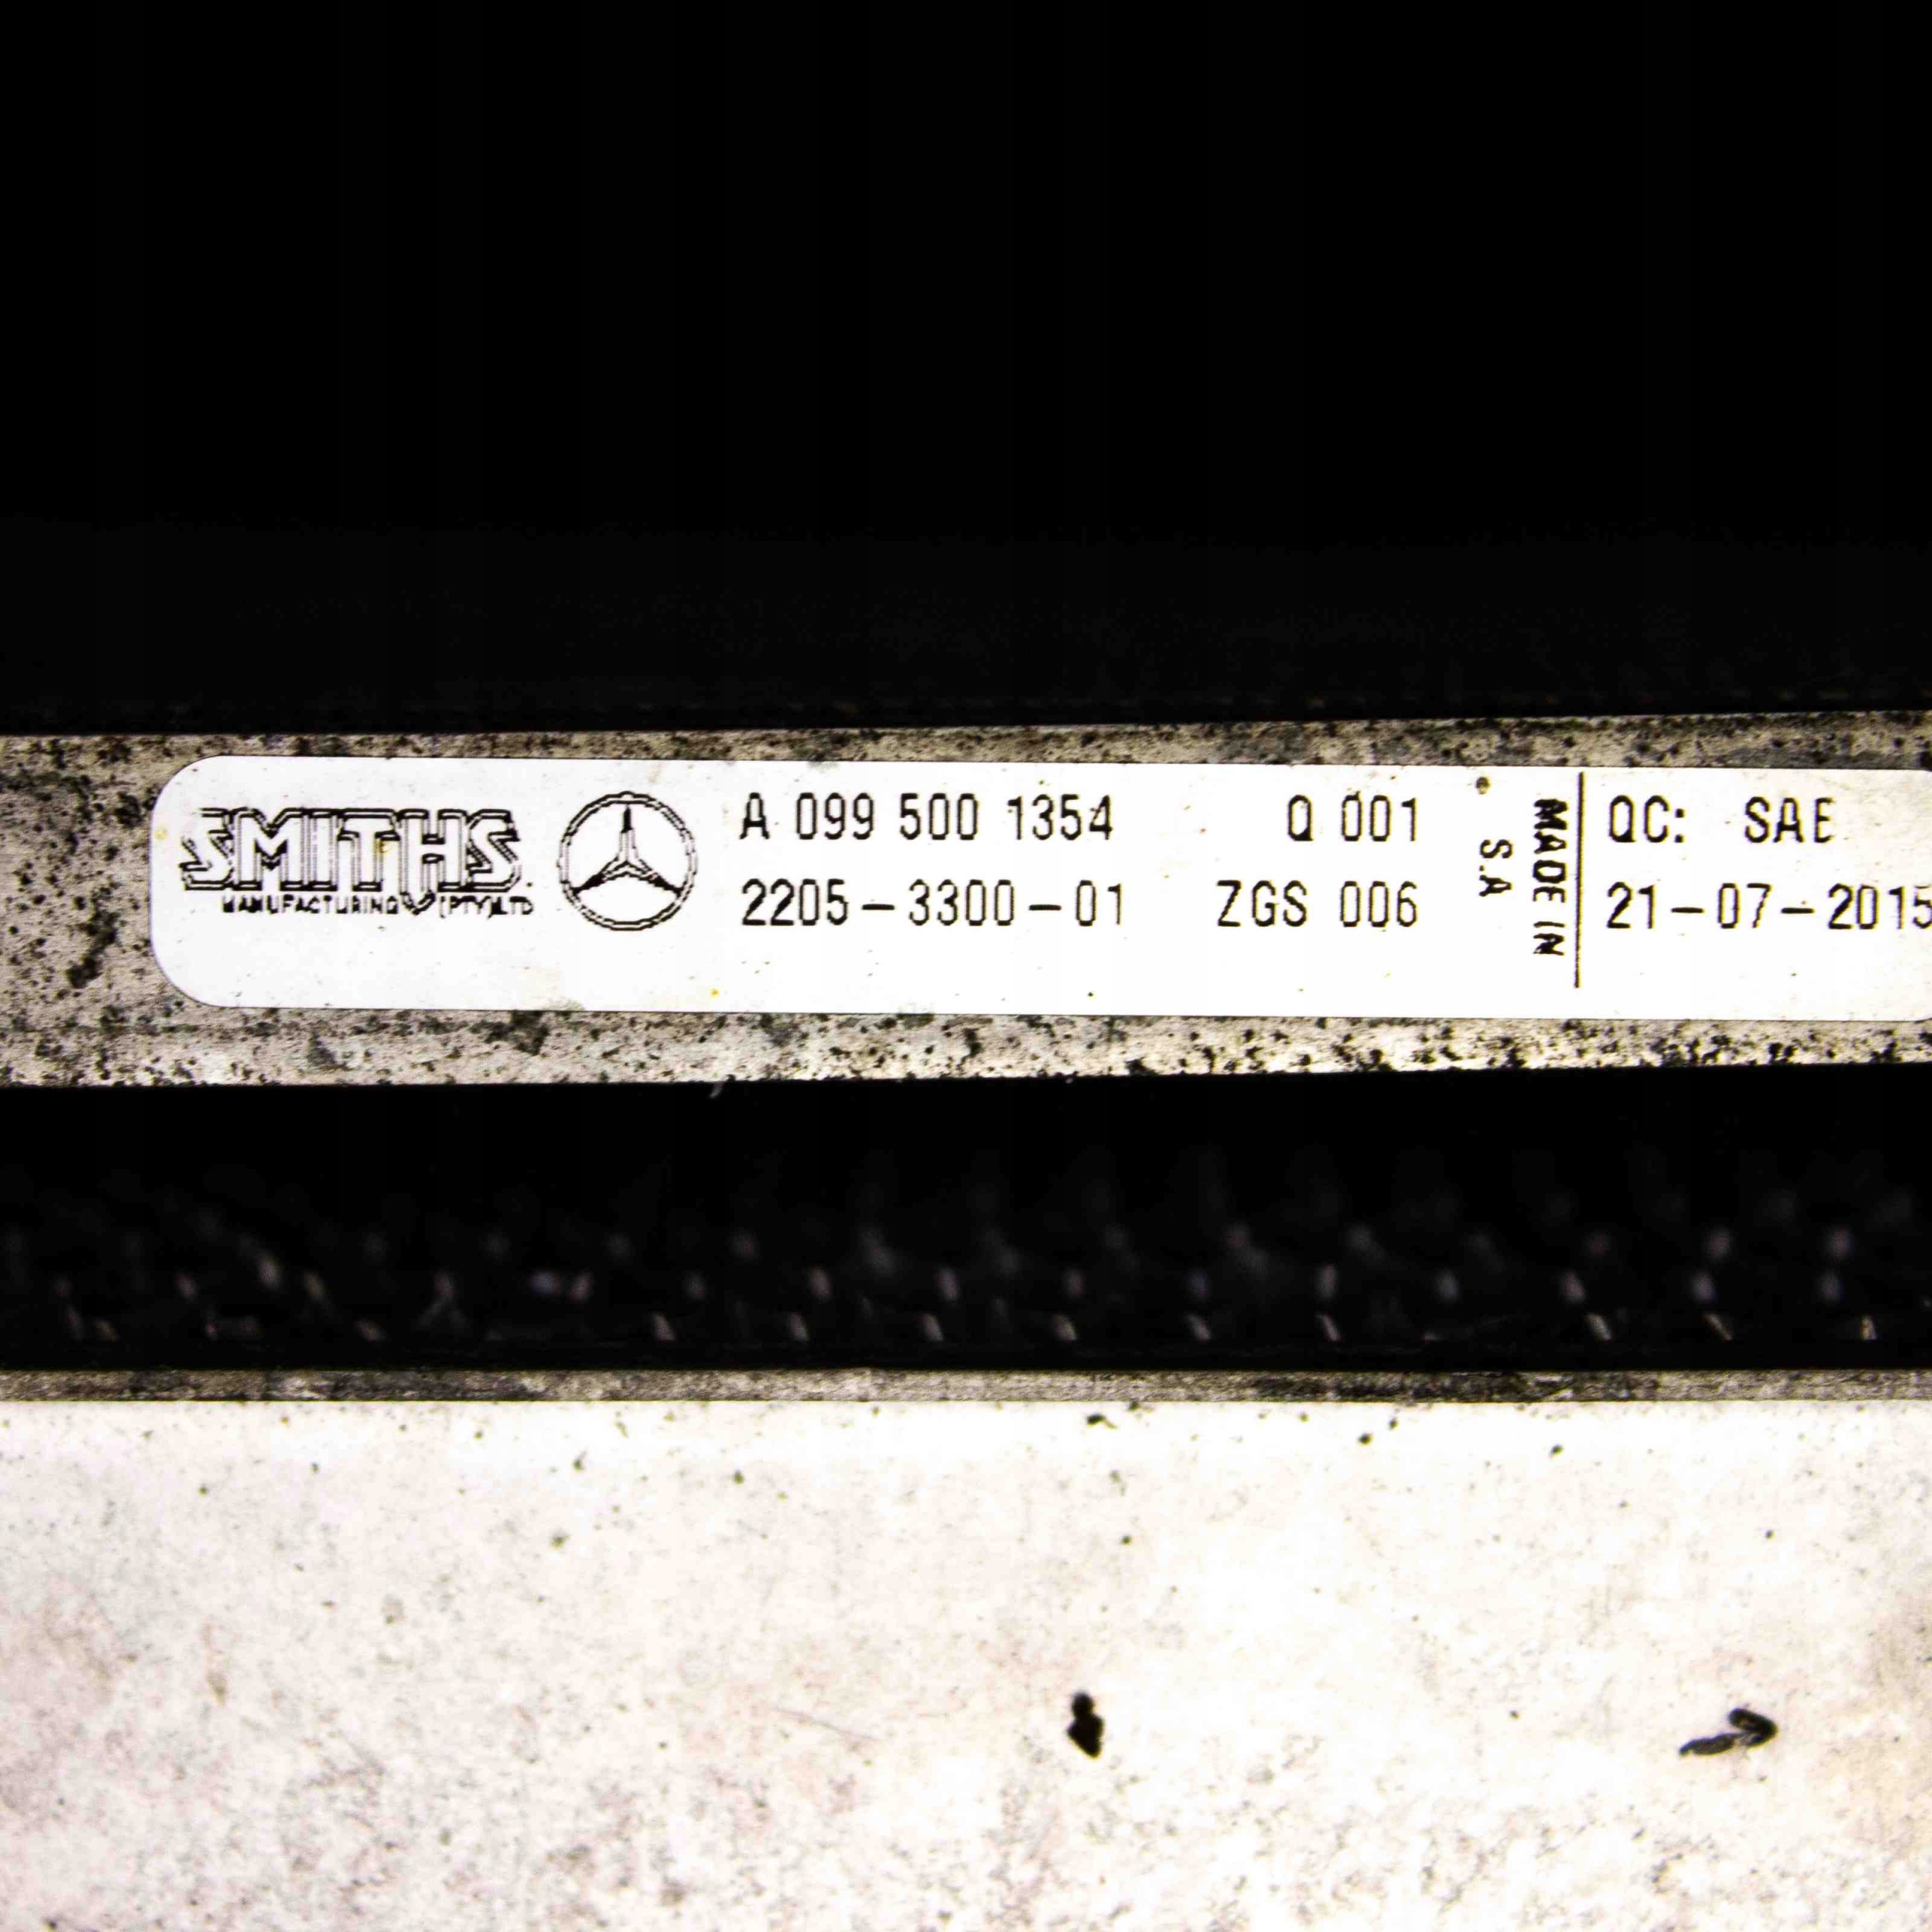 SMITHS
MANUFACTURING (PTY) LTD
A 099 500 1354 Q 001
2205-3300-01 ZGS 006
MADE IN
S.A
QC: SAE
21-07-2015